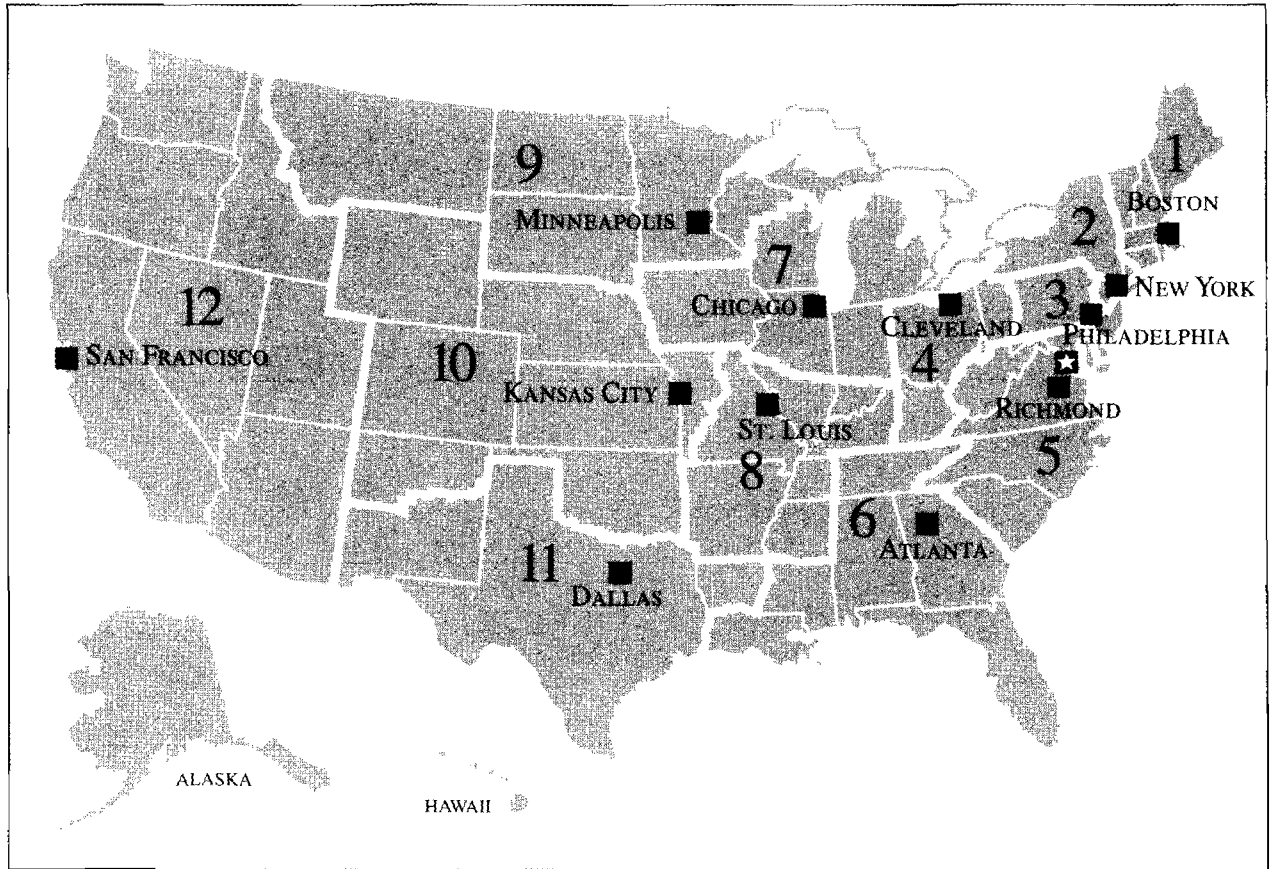 1
BOSTON
9
MINNEAPOLIS
2
7
NEW YORK
12
CHICAGO
3
CLEVELAND
PHILADELPHIA
SAN FRANCISCO
10
4
KANSAS CITY
RICHMOND
ST. LOUIS
5
8
6
ATLANTA
11
DALLAS
ALASKA
HAWAII